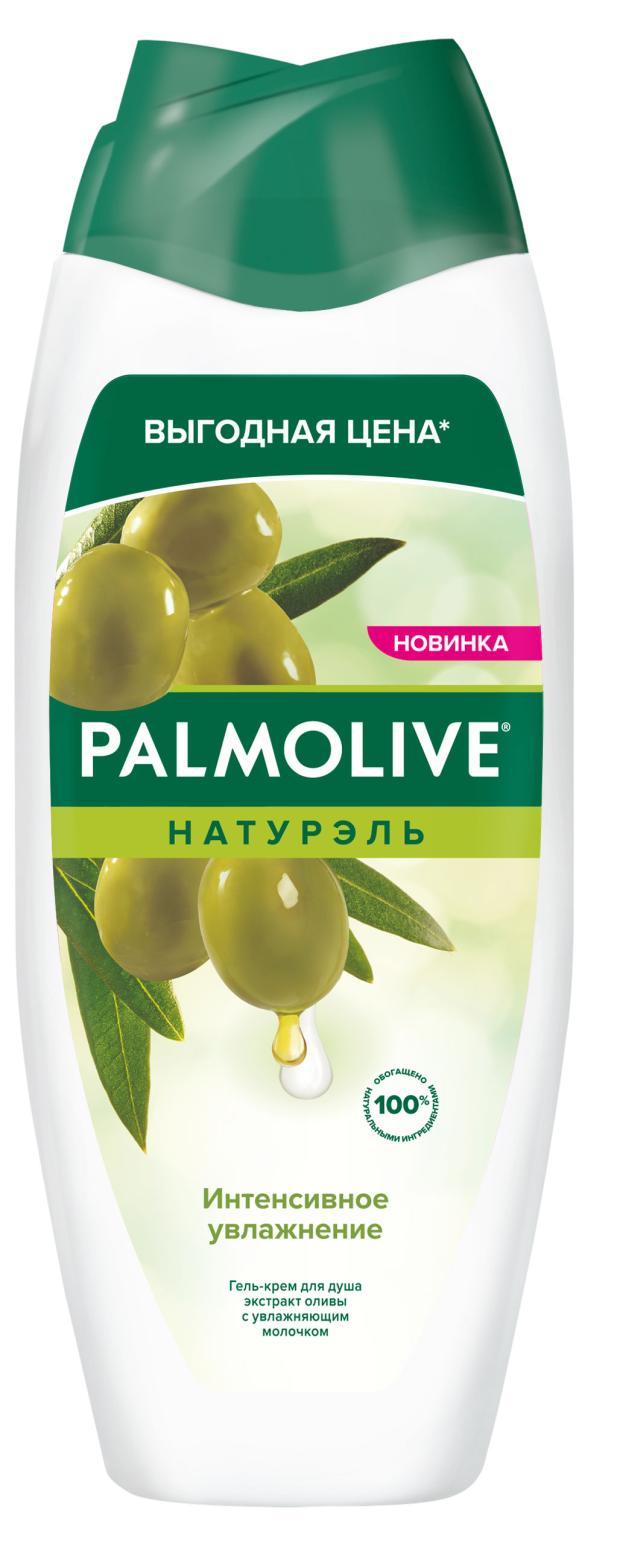 ВЫГОДНАЯ ЦЕНА*
НОВИНКА
PALMOLIVE®
НАТУРЭЛЬ
ОБОГАЩЕНО
100%
НАТУРАЛЬНЫМИ ИНГРЕДИЕНТАМИ
Интенсивное
увлажнение
Гель-крем для душа
экстракт оливы
с увлажняющим
молочком